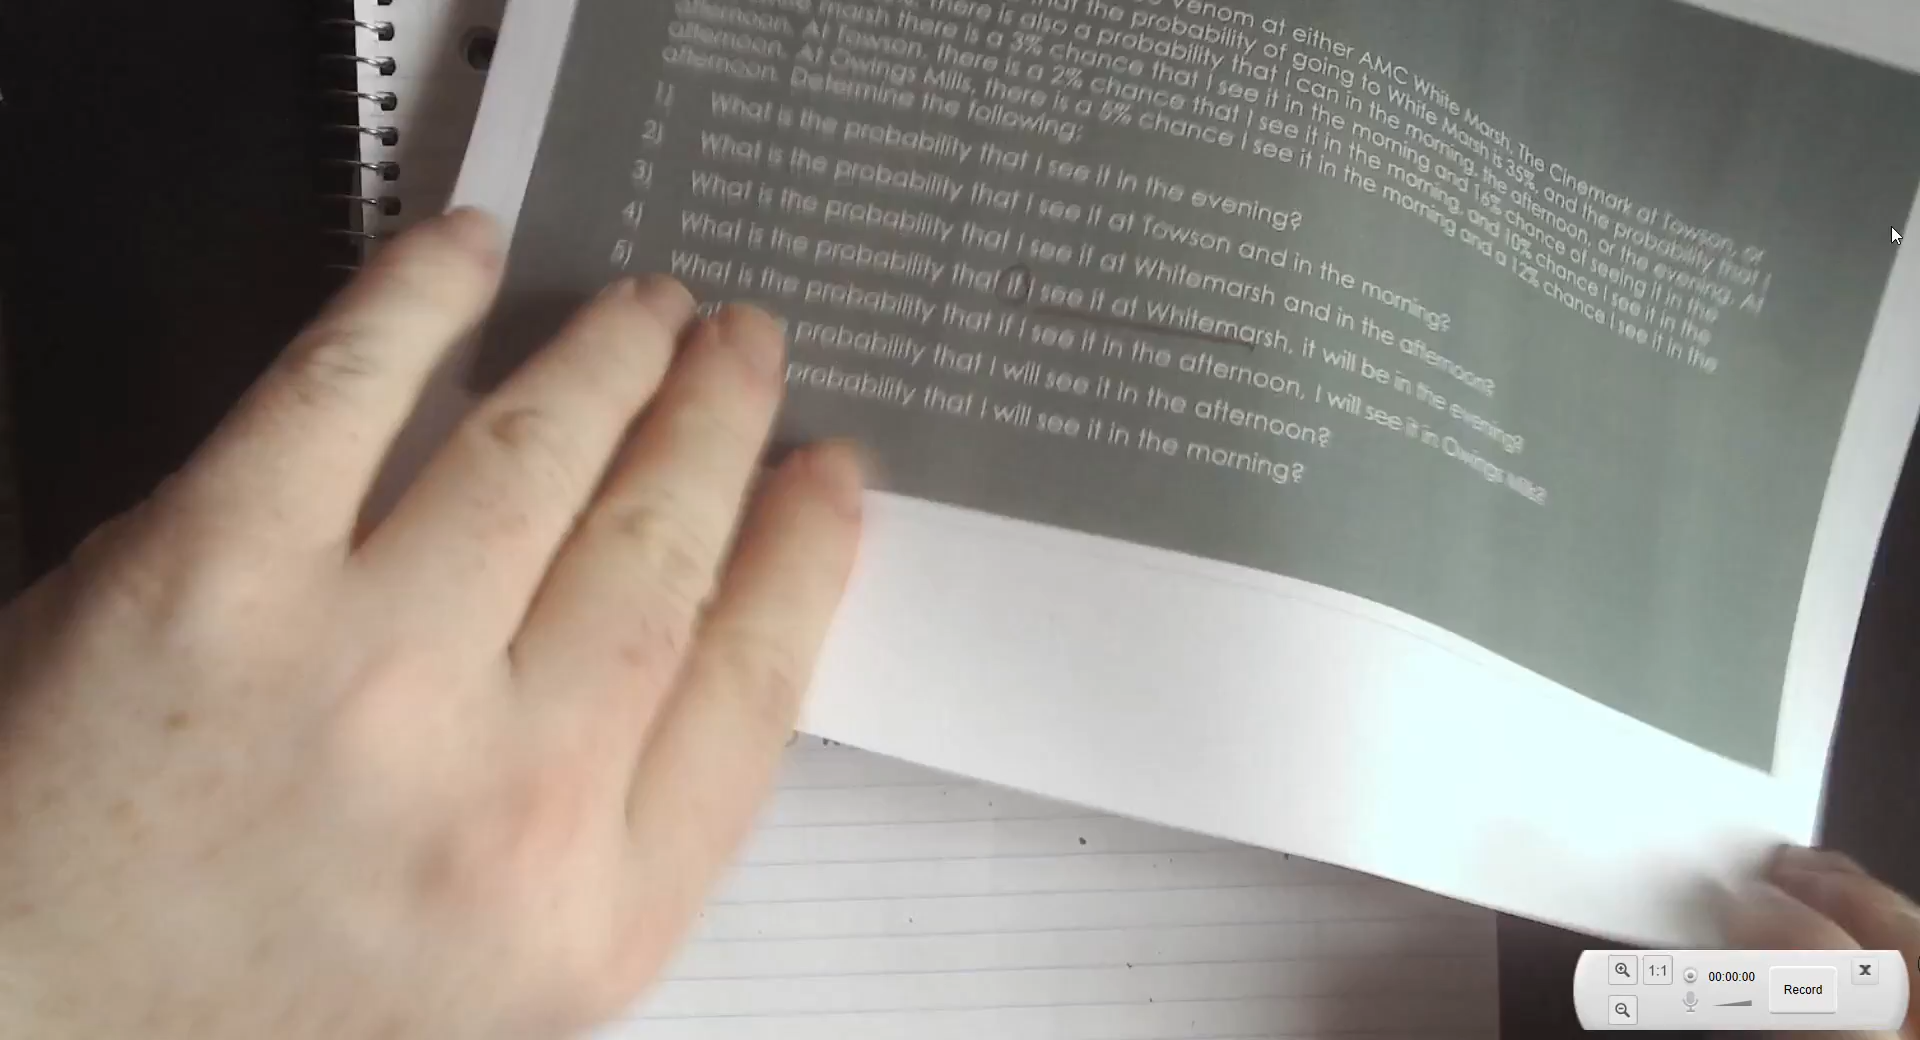 Venom at either AMC White Marsh, The Cinemark at Towson, or
that the probability of going to White Marsh is 35%, and the probability that I
there is also a probability that I can in the morning, the afternoon, or the evening. At
marsh there is a 3% chance that I see it in the morning and 16% chance of seeing it in the
afternoon. At Towson, there is a 2% chance that I see it in the morning, and 10% chance I see it in the
afternoon. At Owings Mills, there is a 5% chance I see it in the morning and a 12% chance I see it in the
afternoon. Determine the following:
1) What is the probability that I see it in the evening?
2) What is the probability that I see it at Towson and in the morning?
3) What is the probability that I see it at Whitemarsh and in the afternoon?
4) What is the probability that if I see it at Whitemarsh, it will be in the evening?
5) What is the probability that if I see it in the afternoon, I will see it in Owings Mills?
probability that I will see it in the afternoon?
probability that I will see it in the morning?
1:1
00:00:00
Record